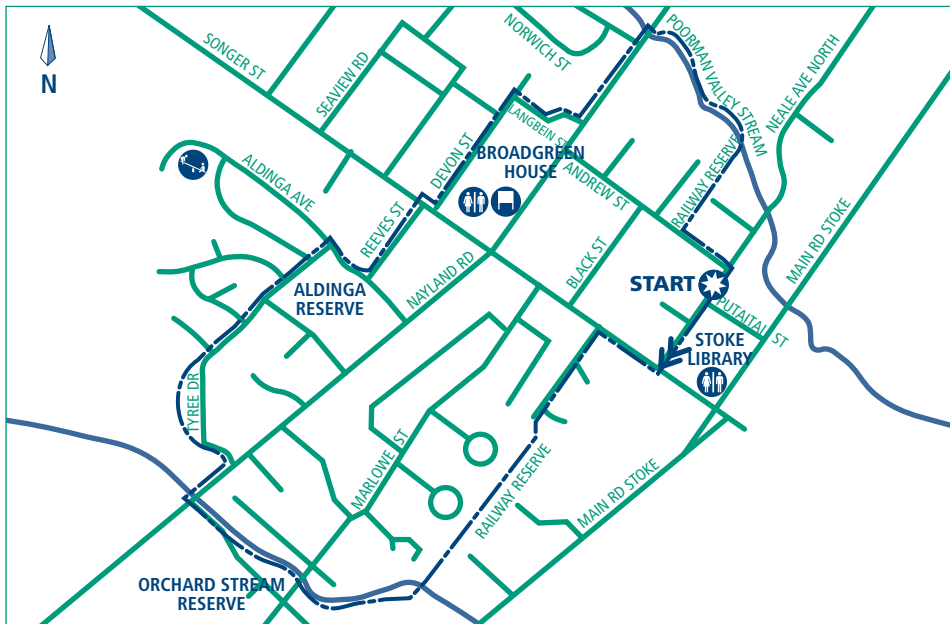 NORWICH ST
POORMAN VALLEY STREAM
SONGER ST
SEAVIEW RD
NEALE AVE NORTH
N
LANGBEIN ST
DEVON ST
BROADGREEN
HOUSE
ANDREW ST
RAILWAY RESERVE
ALDINGA AVE
REEVES ST
MAIN RD STOKE
NAYLAND RD
BLACK ST
START
ALDINGA
RESERVE
PUTAITAI ST
STOKE
LIBRARY
TYREE DR
MARLOWE ST
RAILWAY RESERVE
MAIN RD STOKE
ORCHARD STREAM
RESERVE